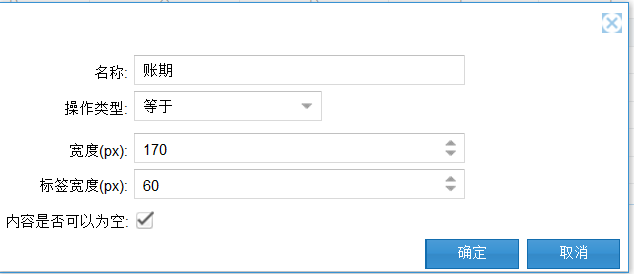 名称: 账期
操作类型: 等于
宽度(px): 170
标签宽度(px): 60
内容是否可以为空:
确定 取消